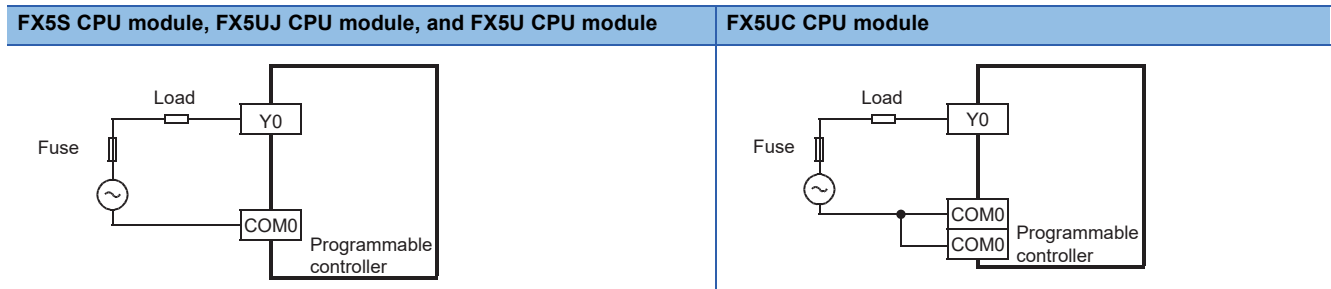 FX5S CPU module, FX5UJ CPU module, and FX5U CPU module
FX5UC CPU module
Load
Y0
Fuse
COM0
Programmable
controller
Load
Y0
Fuse
COM0
COM0
Programmable
controller